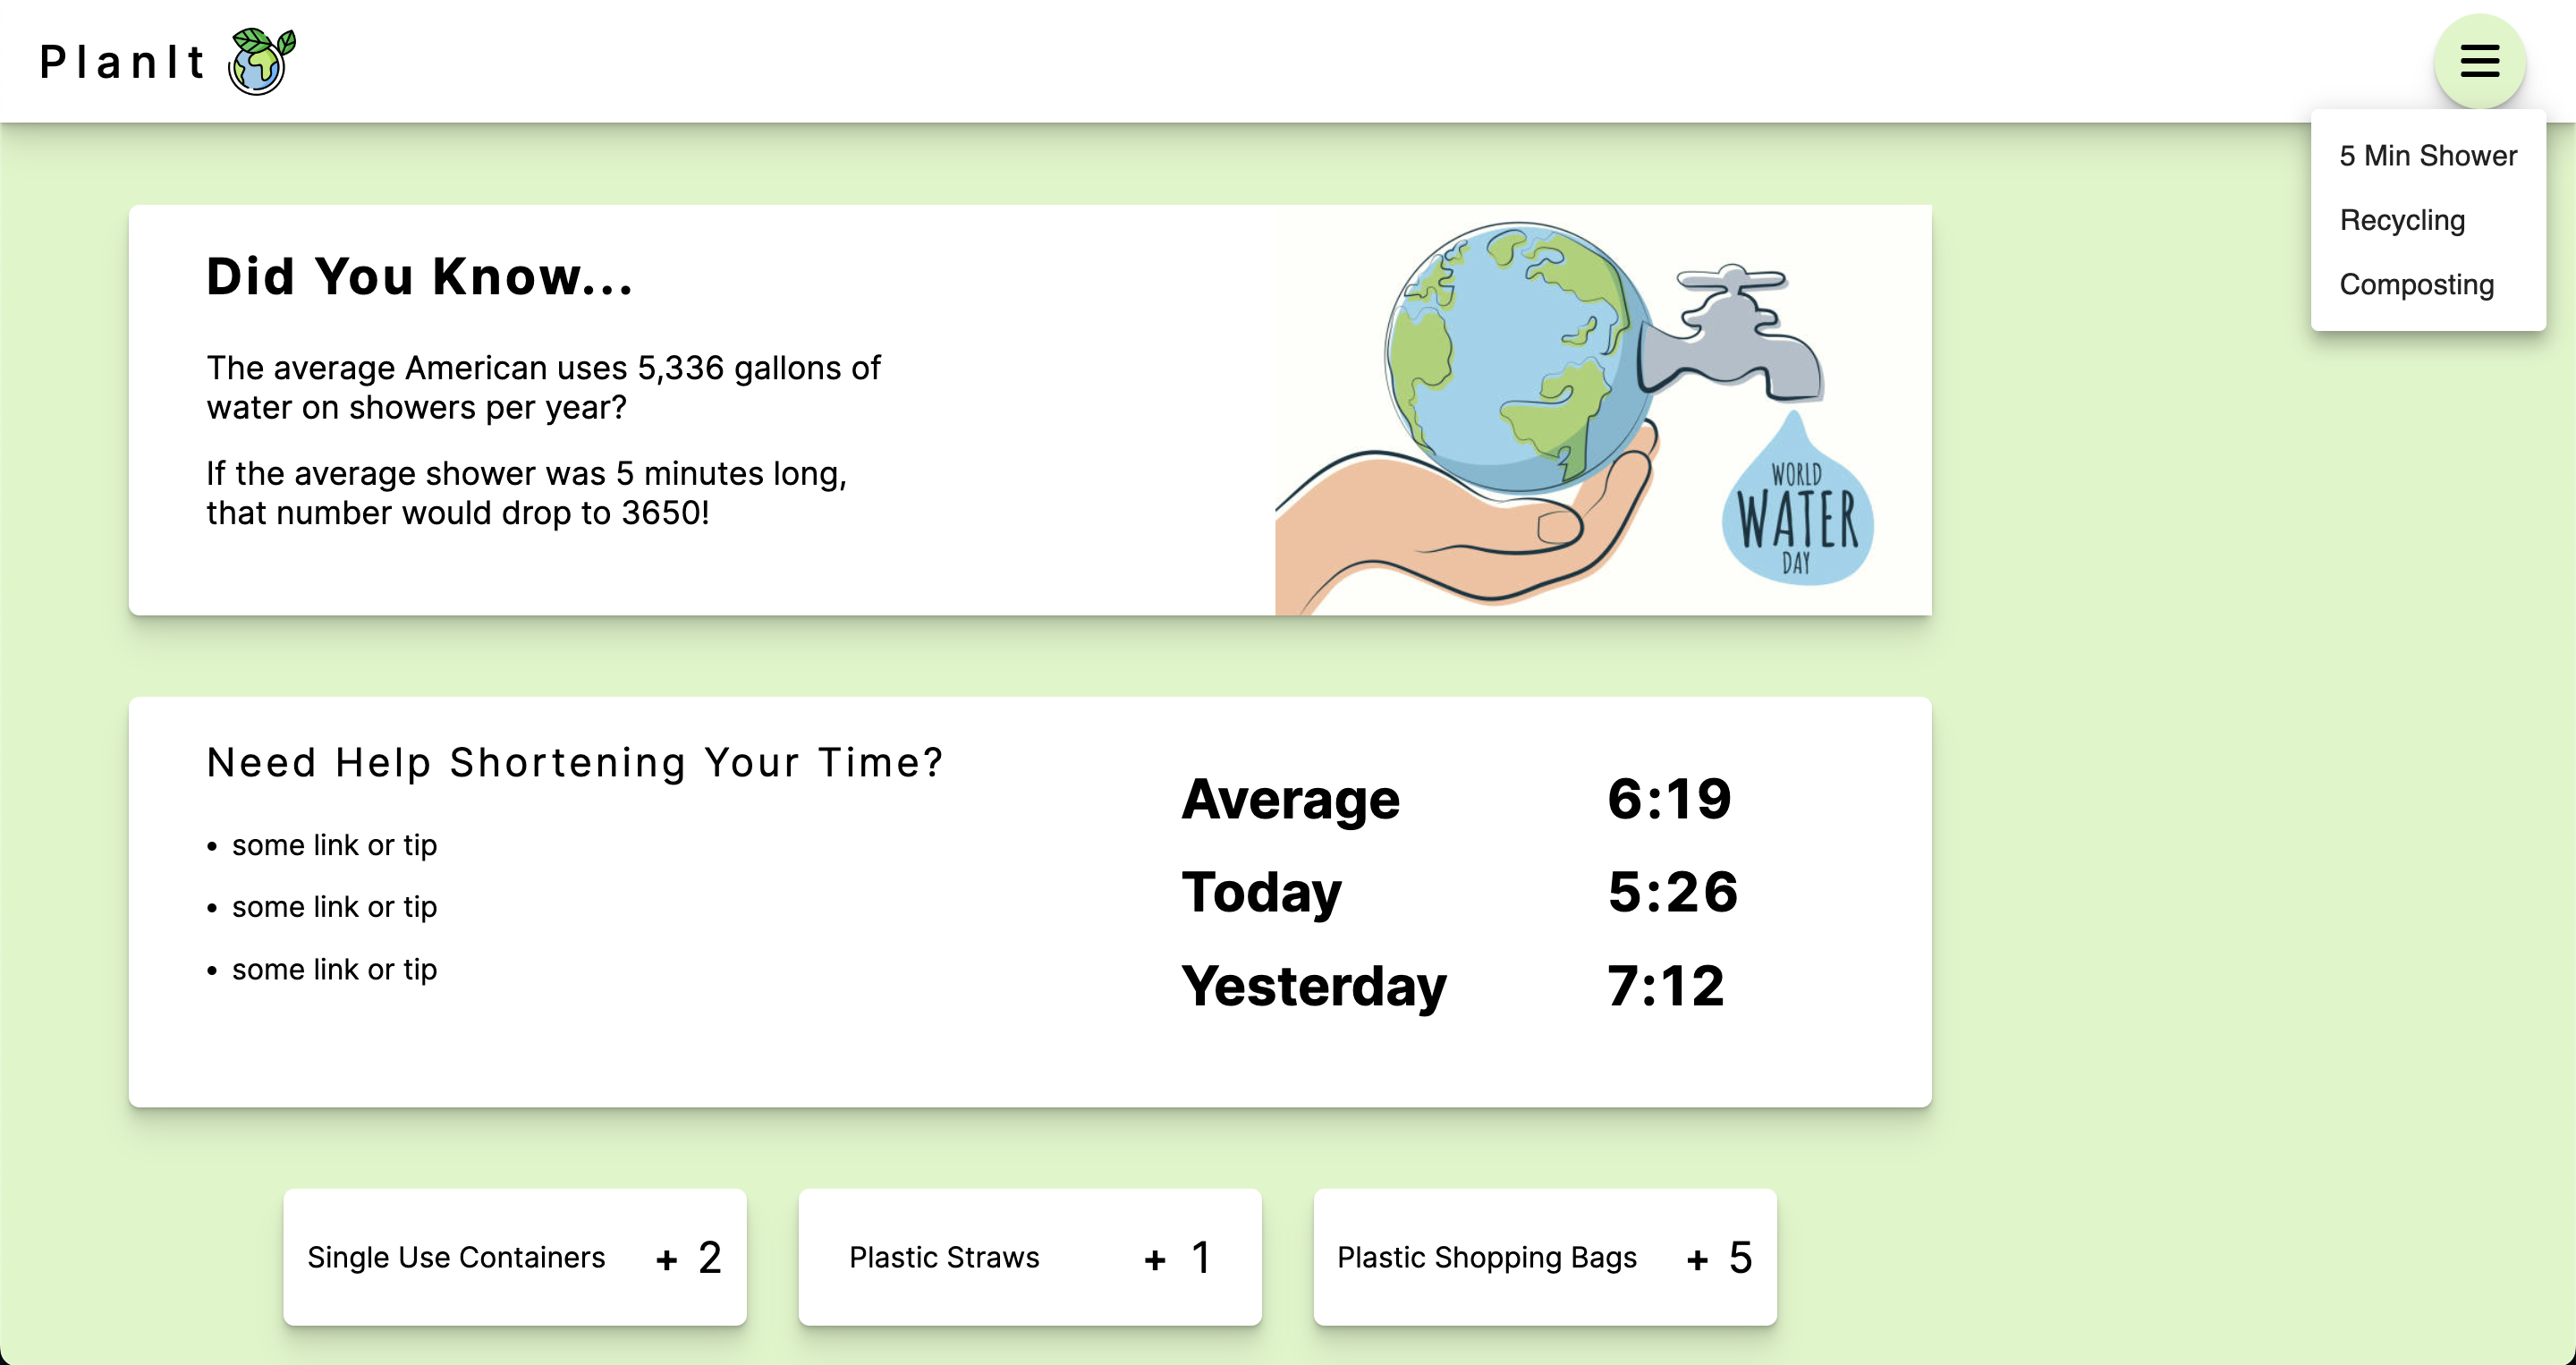 PlanIt
5 Min Shower
Recycling
Composting
Did You Know...
The average American uses 5,336 gallons of
water on showers per year?
If the average shower was 5 minutes long,
that number would drop to 3650!
WORLD
WATER
DAY
Need Help Shortening Your Time?
• some link or tip
• some link or tip
• some link or tip
Average 6:19
Today 5:26
Yesterday 7:12
Single Use Containers + 2
Plastic Straws + 1
Plastic Shopping Bags + 5